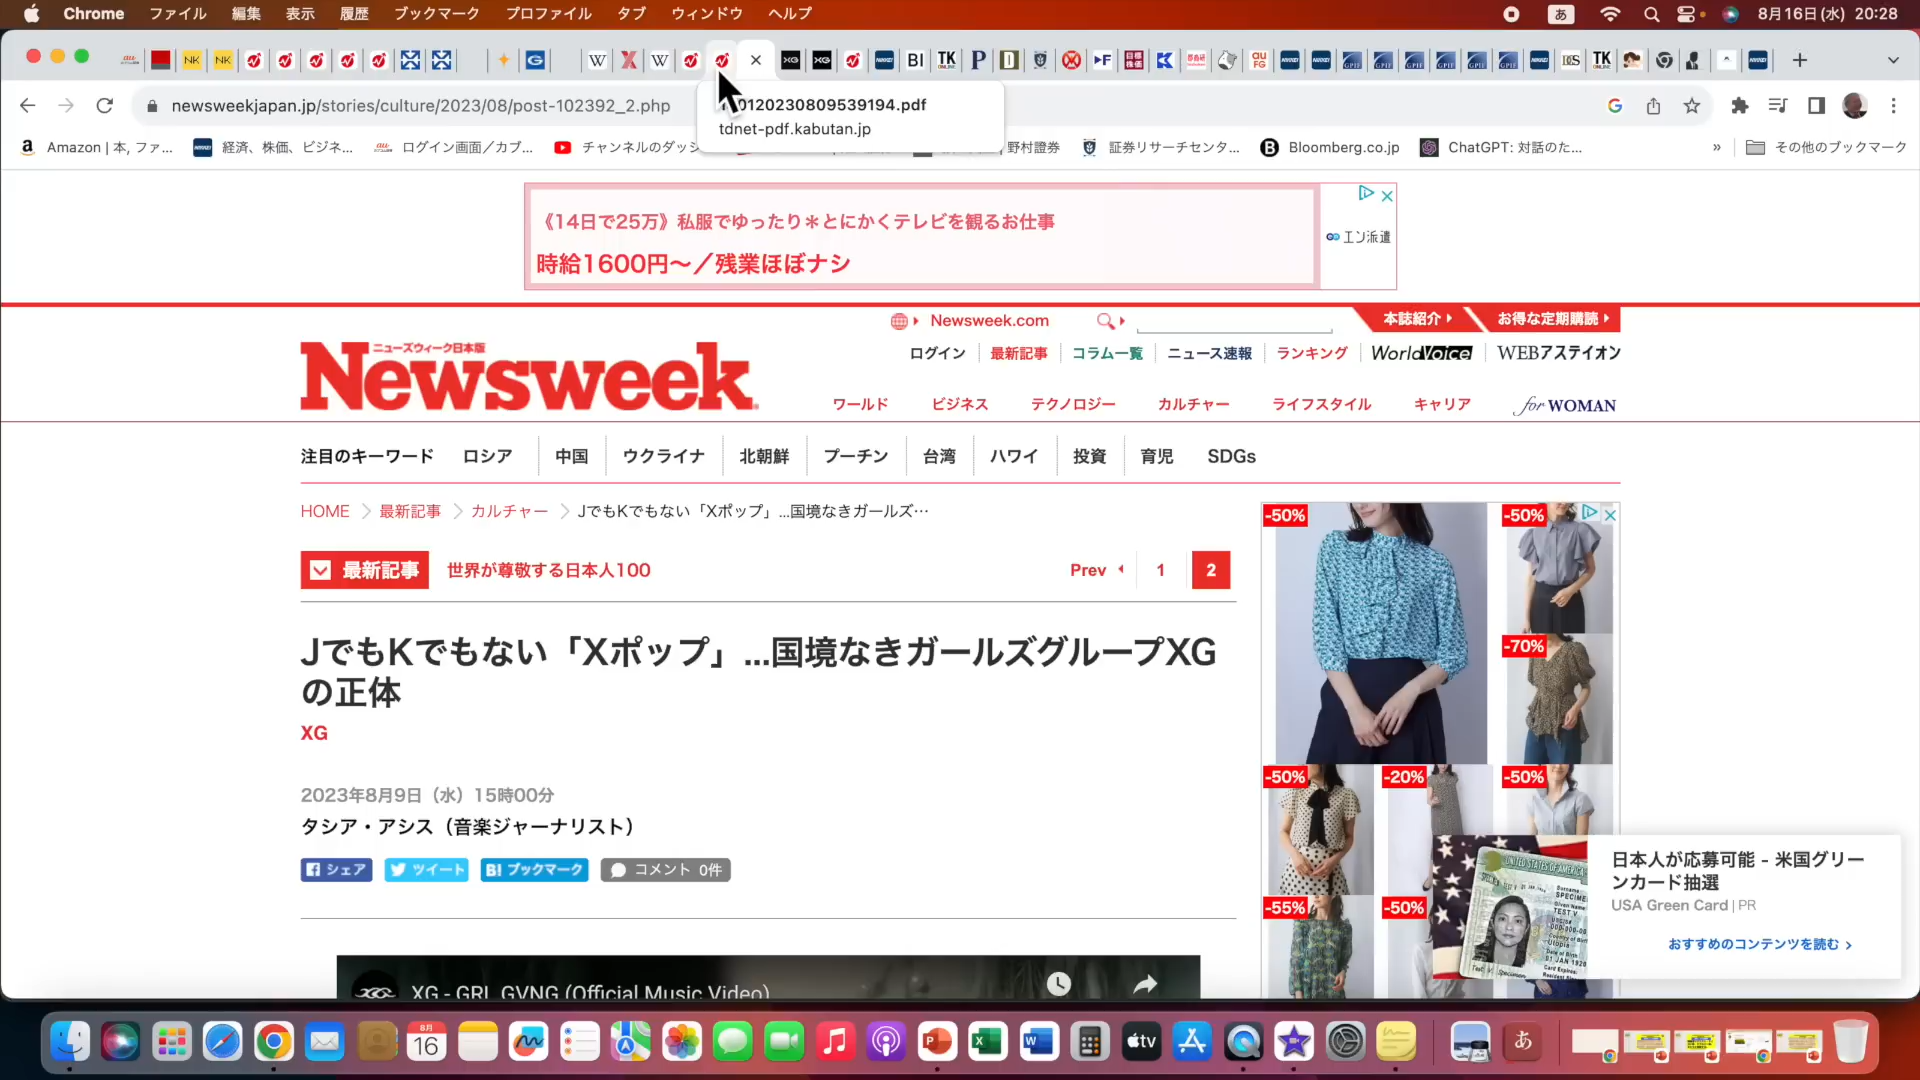 Chrome ファイル 編集 表示 履歴 ブックマーク プロファイル タブ ウィンドウ ヘルプ
あ 8月16日(水) 20:28
newsweekjapan.jp/stories/culture/2023/08/post-102392_2.php
20120230809539194.pdf
tdnet-pdf.kabutan.jp
Amazon | 本, ファ... 経済、株価、ビジネ... ログイン画面／カブ... チャンネルのダッシ 野村證券 証券リサーチセンタ... Bloomberg.co.jp ChatGPT: 対話のた... » その他のブックマーク
《14日で25万》私服でゆったり＊とにかくテレビを観るお仕事
時給1600円〜／残業ほぼナシ
エン派遣
Newsweek.com
本誌紹介
お得な定期購読
ニューズウィーク日本版
Newsweek
ログイン 最新記事 コラム一覧 ニュース速報 ランキング WorldVoice WEBアステイオン
ワールド ビジネス テクノロジー カルチャー ライフスタイル キャリア for WOMAN
注目のキーワード ロシア 中国 ウクライナ 北朝鮮 プーチン 台湾 ハワイ 投資 育児 SDGs
HOME 最新記事 カルチャー JでもKでもない「Xポップ」...国境なきガールズ…
最新記事 世界が尊敬する日本人100
Prev 1 2
JでもKでもない「Xポップ」...国境なきガールズグループXG
の正体
XG
2023年8月9日（水）15時00分
タシア・アシス（音楽ジャーナリスト）
シェア ツイート B! ブックマーク コメント 0件
XG - GRL GVNG (Official Music Video)
-50% -50%
-70%
-50% -20% -50%
-55% -50%
UNITED STATES OF AMERICA
SPECIMEN
TEST V
Utopia
01 JAN 1920
Test V Specimen
日本人が応募可能 - 米国グリー
ンカード抽選
USA Green Card | PR
おすすめのコンテンツを読む
8月
16
tv
あ